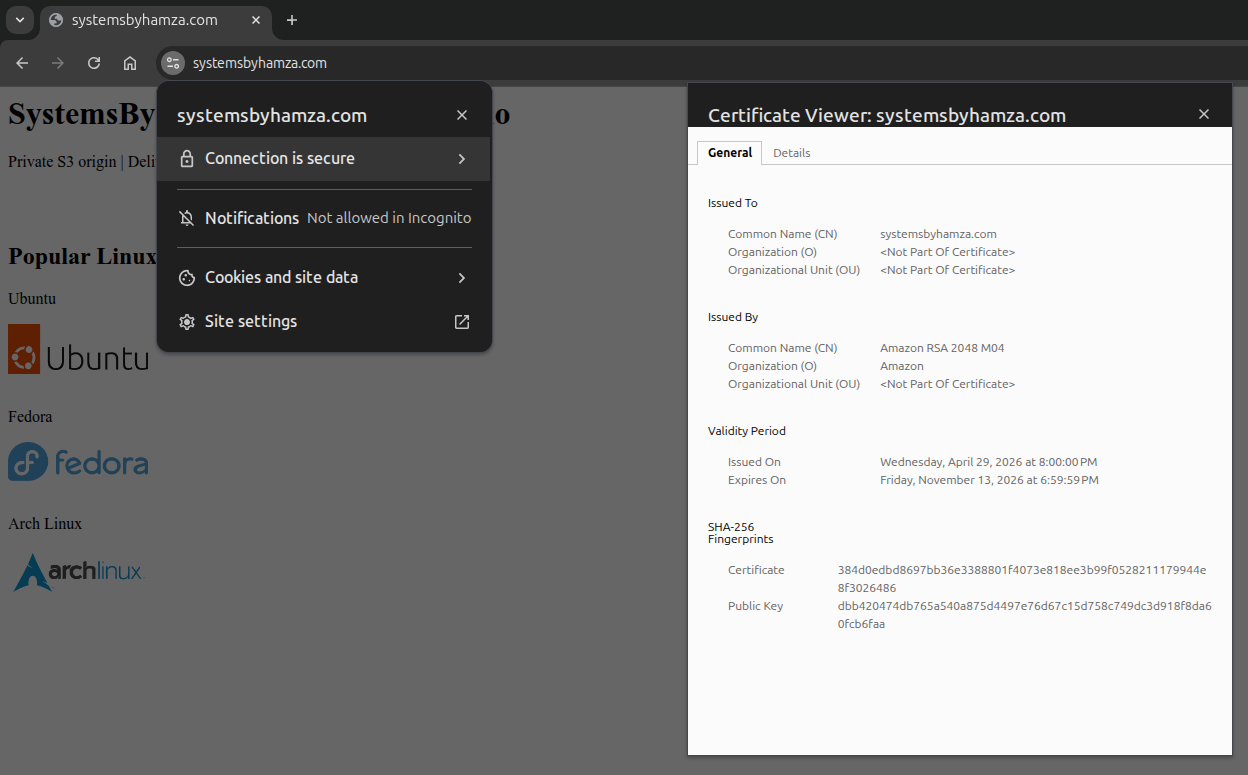 systemsbyhamza.com
systemsbyhamza.com
SystemsBy
o
Private S3 origin | Deli
Popular Linux
Ubuntu
Ubuntu
Fedora
fedora
Arch Linux
archlinux
systemsbyhamza.com
Connection is secure
Notifications Not allowed in Incognito
Cookies and site data
Site settings
Certificate Viewer: systemsbyhamza.com
General Details
Issued To
Common Name (CN) systemsbyhamza.com
Organization (O) <Not Part Of Certificate>
Organizational Unit (OU) <Not Part Of Certificate>
Issued By
Common Name (CN) Amazon RSA 2048 M04
Organization (O) Amazon
Organizational Unit (OU) <Not Part Of Certificate>
Validity Period
Issued On Wednesday, April 29, 2026 at 8:00:00 PM
Expires On Friday, November 13, 2026 at 6:59:59 PM
SHA-256
Fingerprints
Certificate 384d0edbd8697bb36e3388801f4073e818ee3b99f0528211179944e
8f3026486
Public Key dbb420474db765a540a875d4497e76d67c15d758c749dc3d918f8da6
0fcb6faa